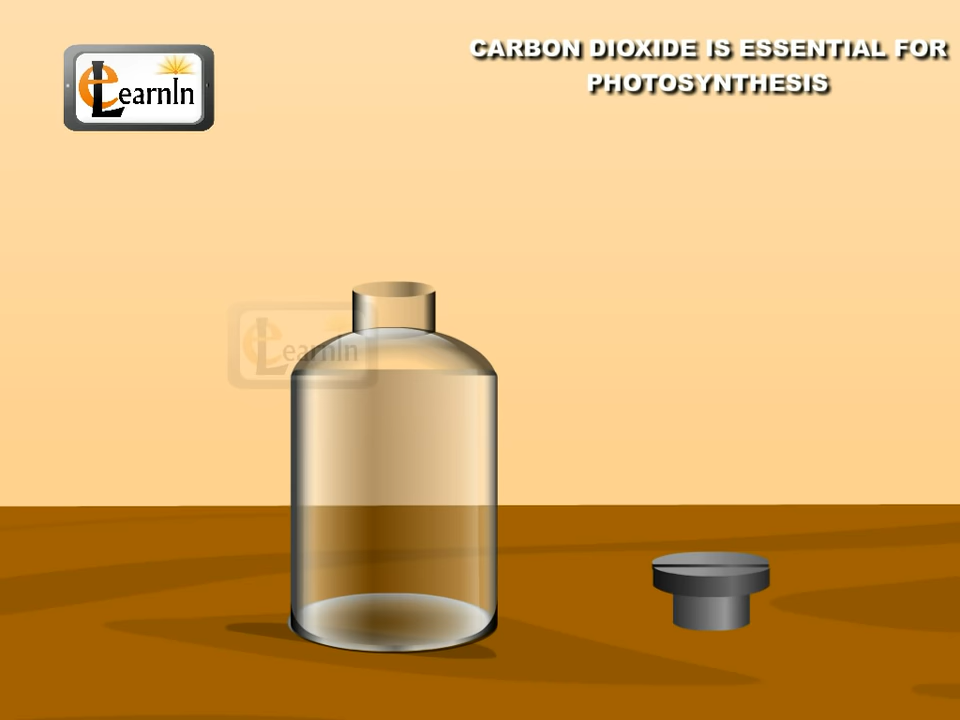 eLearnIn
CARBON DIOXIDE IS ESSENTIAL FOR
PHOTOSYNTHESIS
eLearnIn